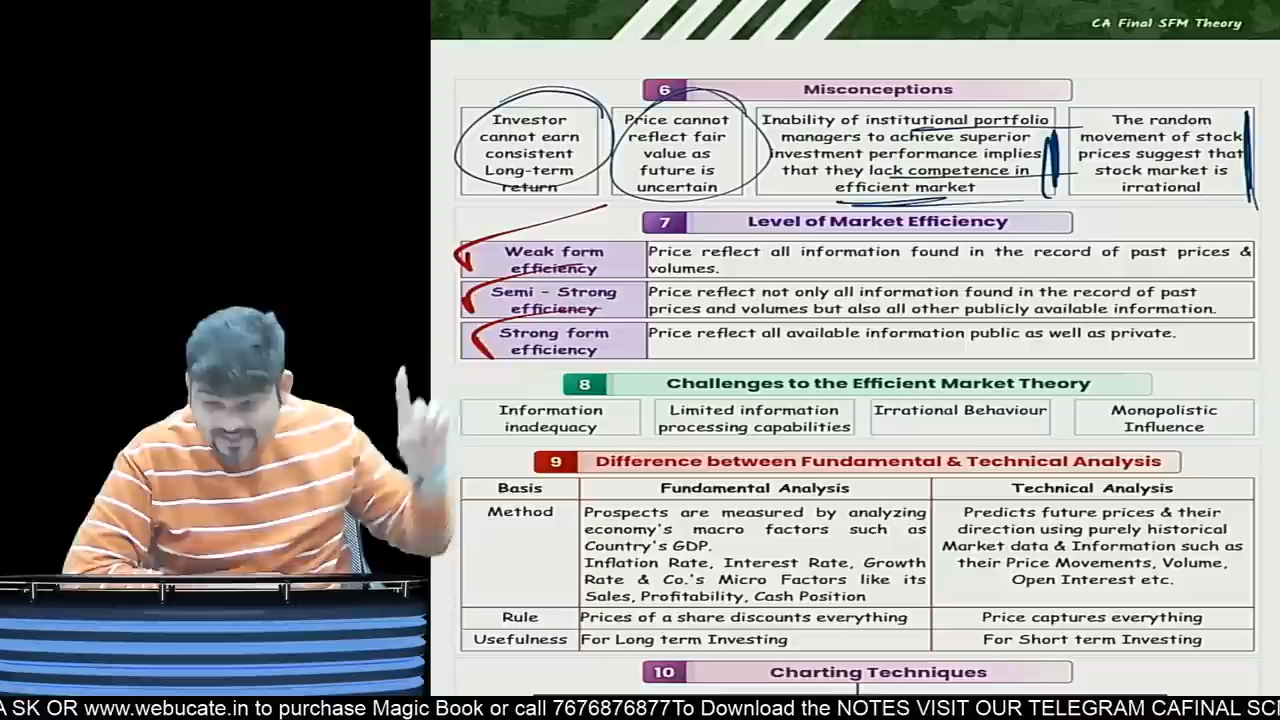 CA Final SFM Theory
6 Misconceptions
Investor
cannot earn
consistent
Long-term
return
Price cannot
reflect fair
value as
future is
uncertain
Inability of institutional portfolio
managers to achieve superior
investment performance implies
that they lack competence in
efficient market
The random
movement of stock
prices suggest that
stock market is
irrational
7 Level of Market Efficiency
Weak form
efficiency
Price reflect all information found in the record of past prices &
volumes.
Semi - Strong
efficiency
Price reflect not only all information found in the record of past
prices and volumes but also all other publicly available information.
Strong form
efficiency
Price reflect all available information public as well as private.
8 Challenges to the Efficient Market Theory
Information
inadequacy
Limited information
processing capabilities
Irrational Behaviour
Monopolistic
Influence
9 Difference between Fundamental & Technical Analysis
Basis Fundamental Analysis Technical Analysis
Method
Prospects are measured by analyzing
economy's macro factors such as
Country's GDP.
Inflation Rate, Interest Rate, Growth
Rate & Co.'s Micro Factors like its
Sales, Profitability, Cash Position
Predicts future prices & their
direction using purely historical
Market data & Information such as
their Price Movements, Volume,
Open Interest etc.
Rule Prices of a share discounts everything Price captures everything
Usefulness For Long term Investing For Short term Investing
10 Charting Techniques
A SK OR www.webucate.in to purchase Magic Book or call 7676876877To Download the NOTES VISIT OUR TELEGRAM CAFINAL SC